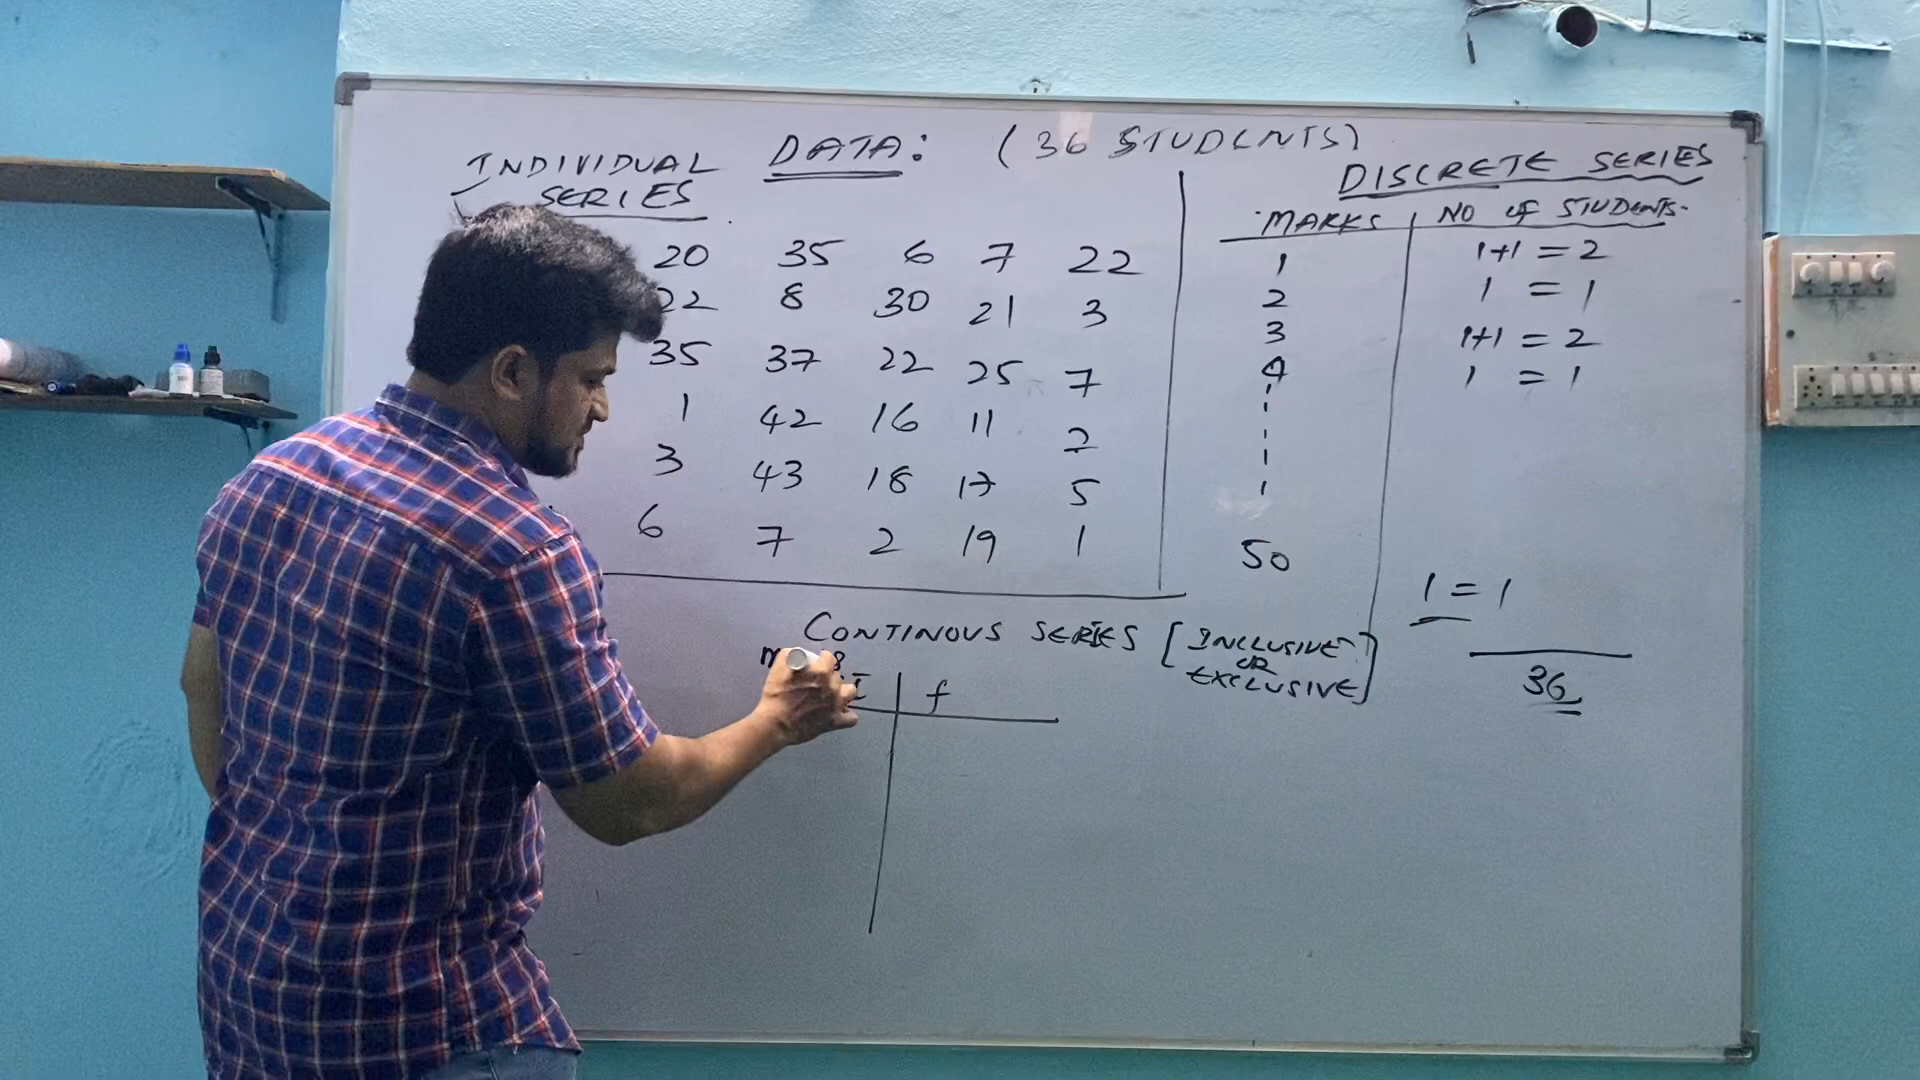 INDIVIDUAL SERIES
DATA: (36 STUDENTS)
20 35 6 7 22
22 8 30 21 3
35 37 22 25 7
1 42 16 11 2
3 43 18 17 5
6 7 2 19 1
DISCRETE SERIES
MARKS NO OF STUDENTS
1 1+1 = 2
2 1 = 1
3 1+1 = 2
4 1 = 1
50 1 = 1
36
CONTINOUS SERIES [INCLUSIVE OR EXCLUSIVE]
f